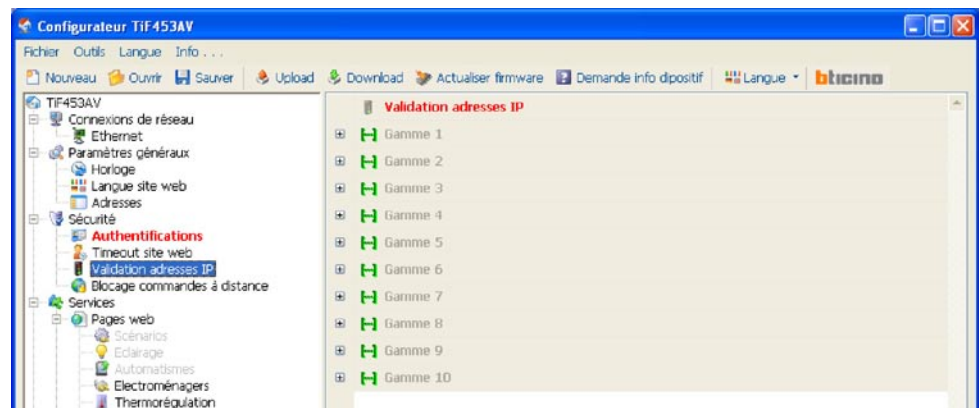 Configurateur TiF453AV
Fichier Outils Langue Info . . .
Nouveau Ouvrir Sauver Upload Download Actualiser firmware Demande info dipositif Langue bticino
TiF453AV
Connexions de réseau
Ethernet
Paramètres généraux
Horloge
Langue site web
Adresses
Sécurité
Authentifications
Timeout site web
Validation adresses IP
Blocage commandes à distance
Services
Pages web
Scénarios
Eclairage
Automatismes
Electroménagers
Thermorégulation
Validation adresses IP
Gamme 1
Gamme 2
Gamme 3
Gamme 4
Gamme 5
Gamme 6
Gamme 7
Gamme 8
Gamme 9
Gamme 10